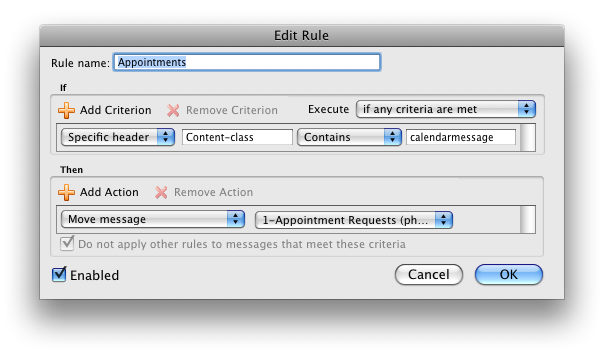 Edit Rule
Rule name: Appointments
If
Add Criterion Remove Criterion Execute if any criteria are met
Specific header Content-class Contains calendarmessage
Then
Add Action Remove Action
Move message 1-Appointment Requests (ph...
Do not apply other rules to messages that meet these criteria
Enabled Cancel OK